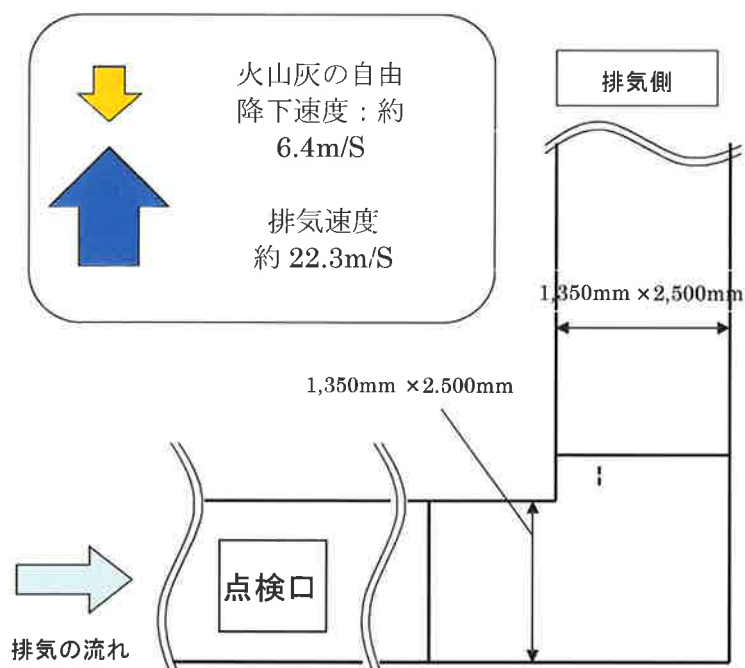 火山灰の自由
降下速度：約
6.4m/S
排気速度
約 22.3m/S
排気側
1,350mm ×2,500mm
1,350mm ×2.500mm
点検口
排気の流れ